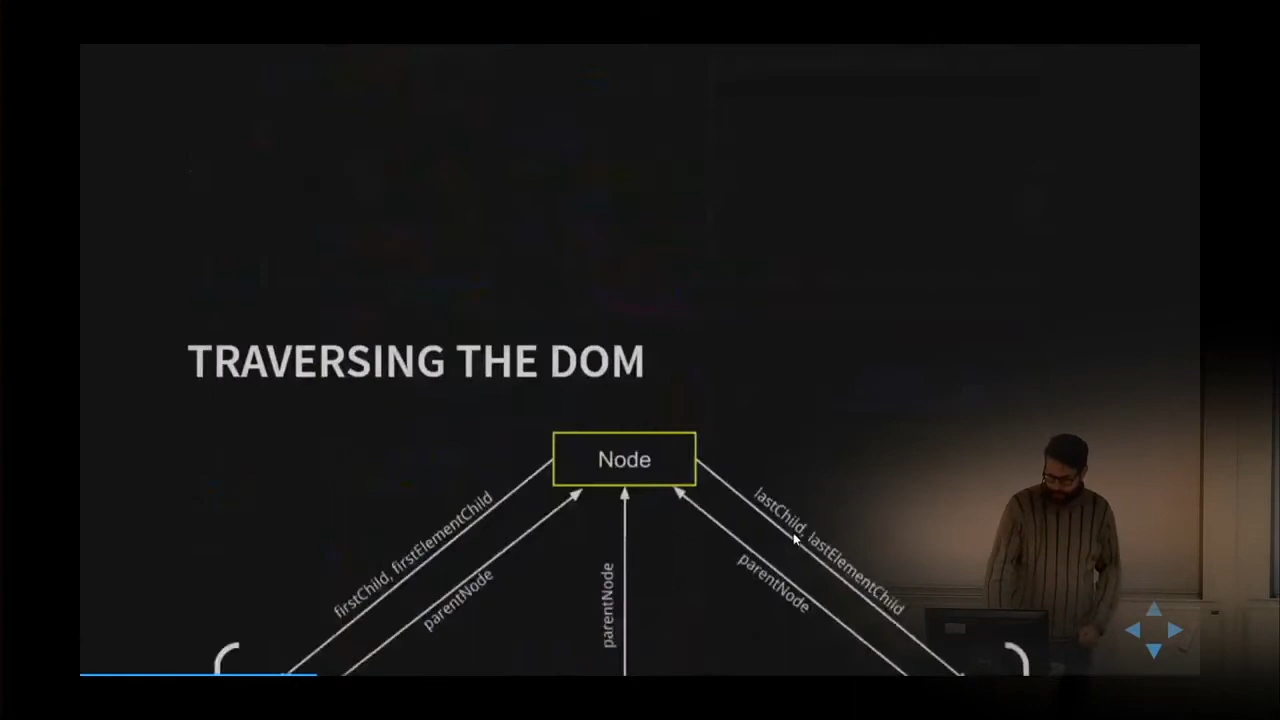 TRAVERSING THE DOM
Node
firstChild, firstElementChild
parentNode
parentNode
parentNode
lastChild, lastElementChild